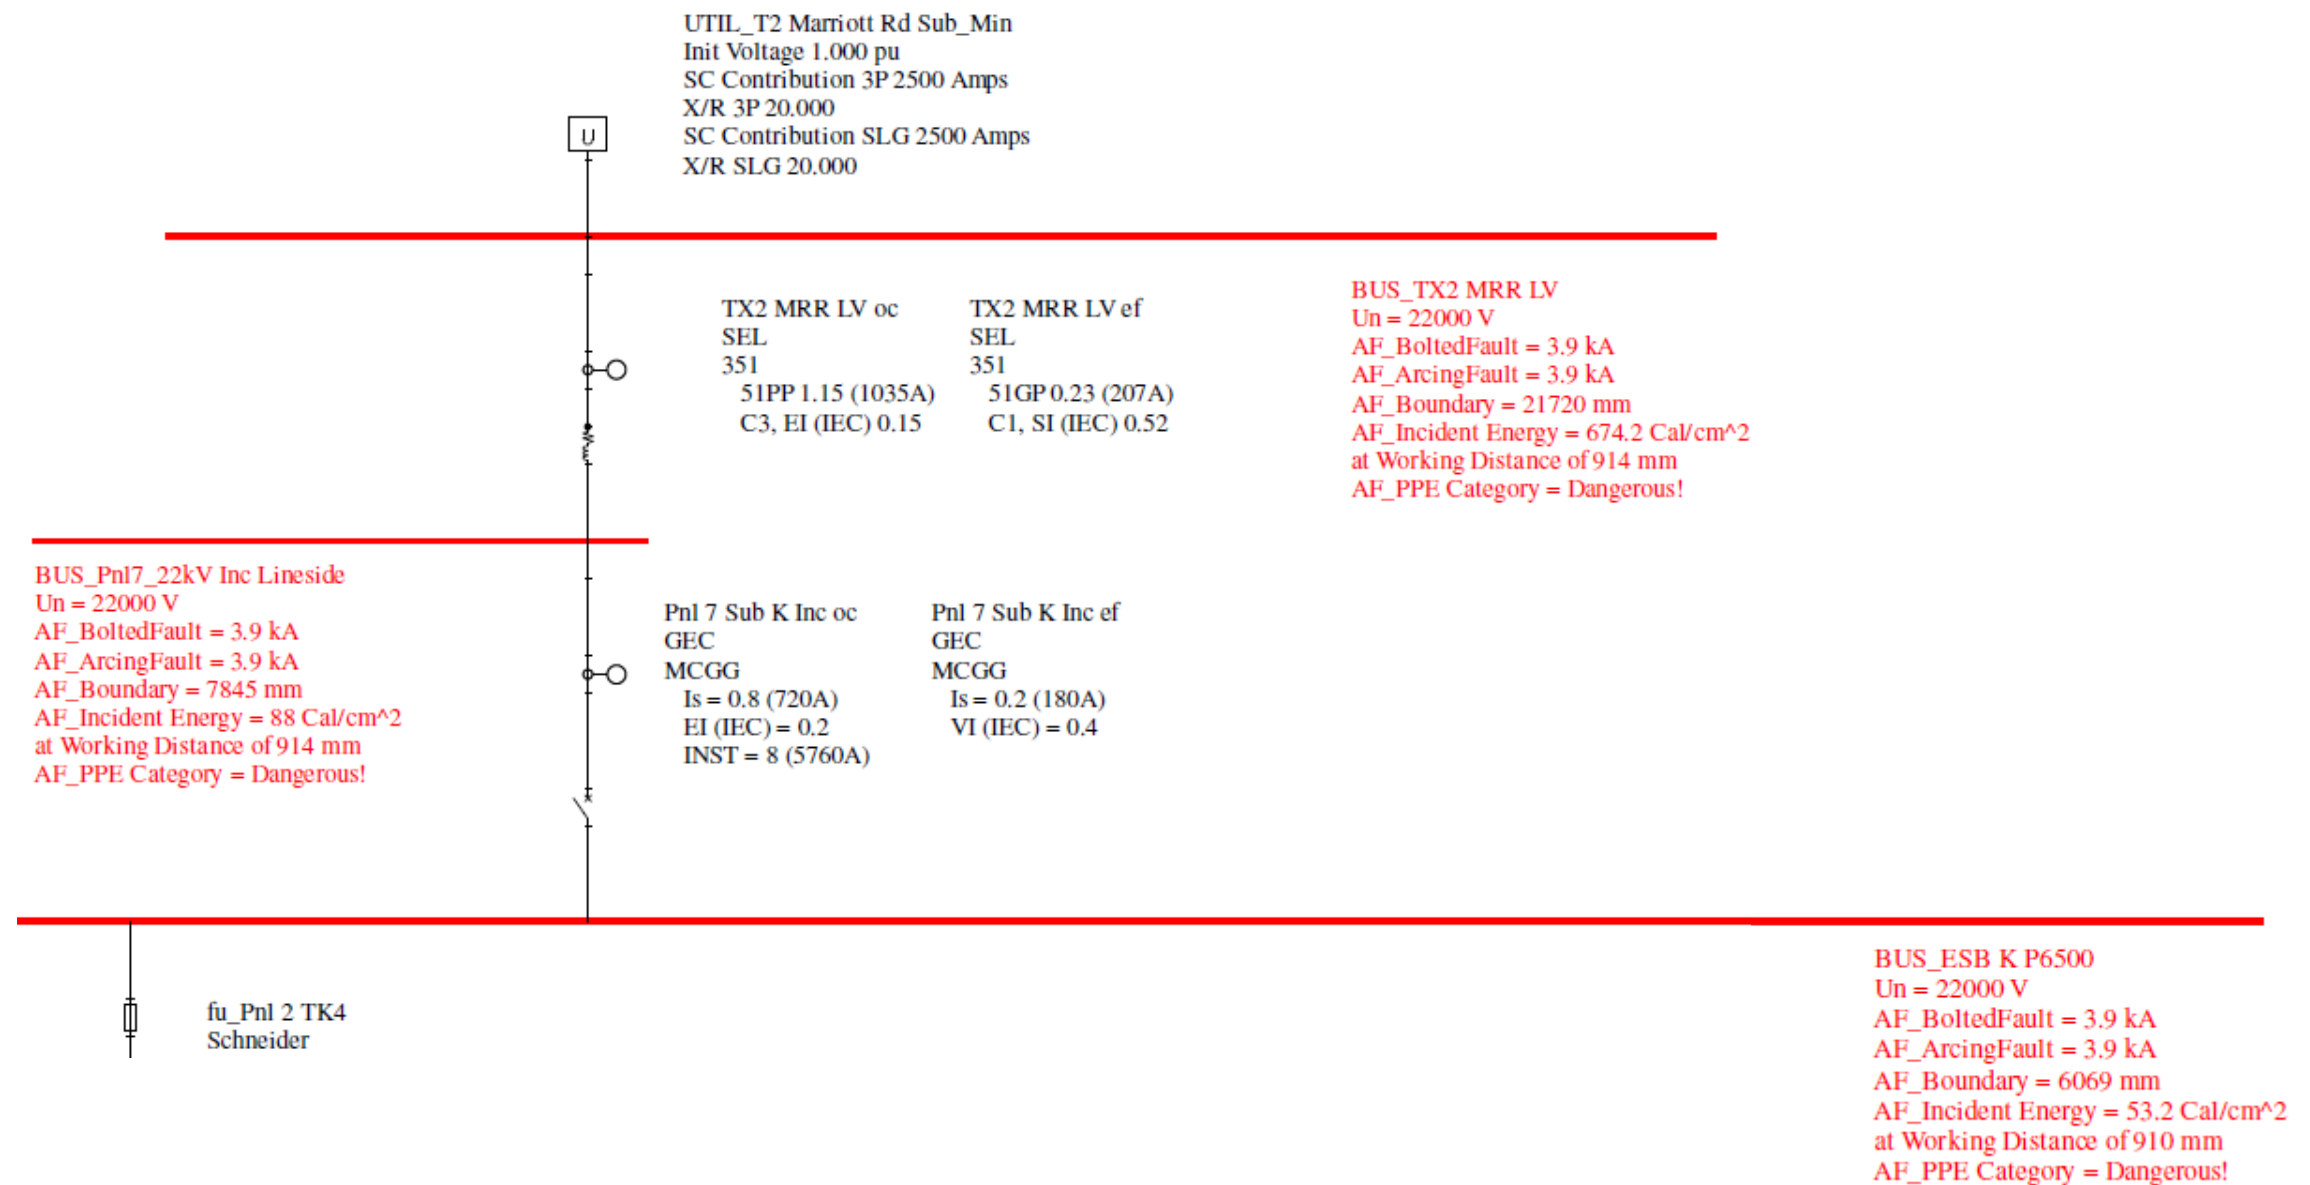 UTIL_T2 Marriott Rd Sub_Min
Init Voltage 1.000 pu
SC Contribution 3P 2500 Amps
X/R 3P 20.000
SC Contribution SLG 2500 Amps
X/R SLG 20.000
U
TX2 MRR LV oc
SEL
351
51PP 1.15 (1035A)
C3, EI (IEC) 0.15
TX2 MRR LV ef
SEL
351
51GP 0.23 (207A)
C1, SI (IEC) 0.52
BUS_TX2 MRR LV
Un = 22000 V
AF_BoltedFault = 3.9 kA
AF_ArcingFault = 3.9 kA
AF_Boundary = 21720 mm
AF_Incident Energy = 674.2 Cal/cm^2
at Working Distance of 914 mm
AF_PPE Category = Dangerous!
BUS_Pnl7_22kV Inc Lineside
Un = 22000 V
AF_BoltedFault = 3.9 kA
AF_ArcingFault = 3.9 kA
AF_Boundary = 7845 mm
AF_Incident Energy = 88 Cal/cm^2
at Working Distance of 914 mm
AF_PPE Category = Dangerous!
Pnl 7 Sub K Inc oc
GEC
MCGG
Is = 0.8 (720A)
EI (IEC) = 0.2
INST = 8 (5760A)
Pnl 7 Sub K Inc ef
GEC
MCGG
Is = 0.2 (180A)
VI (IEC) = 0.4
fu_Pnl 2 TK4
Schneider
BUS_ESB K P6500
Un = 22000 V
AF_BoltedFault = 3.9 kA
AF_ArcingFault = 3.9 kA
AF_Boundary = 6069 mm
AF_Incident Energy = 53.2 Cal/cm^2
at Working Distance of 910 mm
AF_PPE Category = Dangerous!